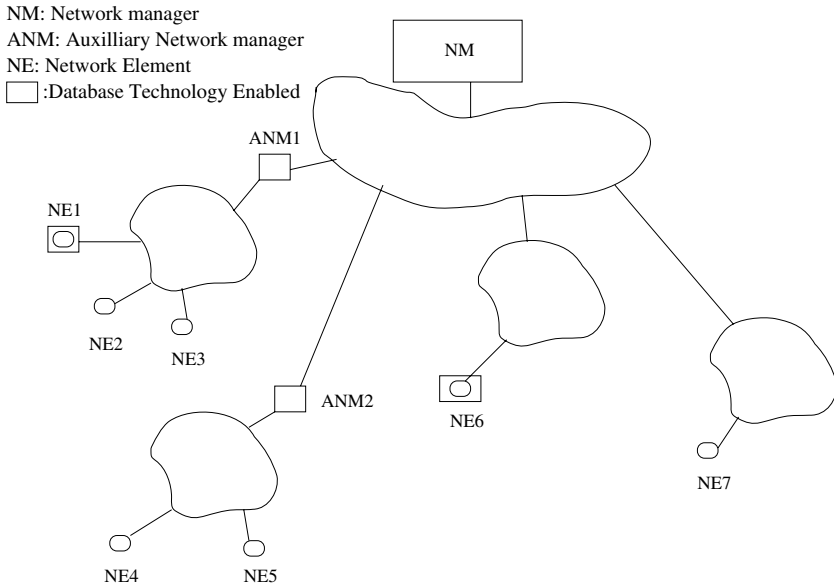 NM: Network manager
ANM: Auxilliary Network manager
NE: Network Element
:Database Technology Enabled
NM
ANM1
NE1
NE2
NE3
ANM2
NE6
NE7
NE4
NE5